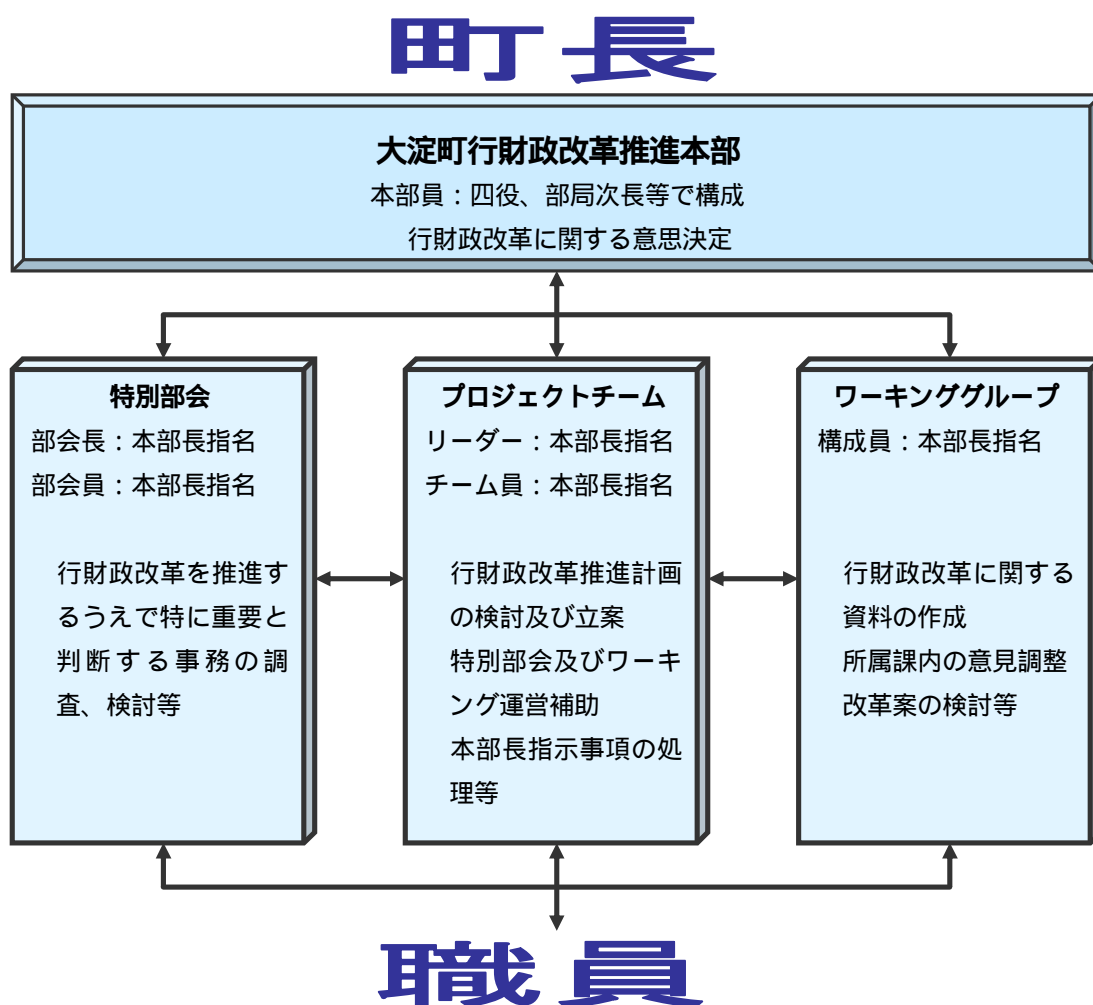 町長
大淀町行財政改革推進本部
本部員：四役、部局次長等で構成
行財政改革に関する意思決定
特別部会
部会長：本部長指名
部会員：本部長指名
行財政改革を推進す
るうえで特に重要と
判断する事務の調
査、検討等
プロジェクトチーム
リーダー：本部長指名
チーム員：本部長指名
行財政改革推進計画
の検討及び立案
特別部会及びワーキ
ング運営補助
本部長指示事項の処
理等
ワーキンググループ
構成員：本部長指名
行財政改革に関する
資料の作成
所属課内の意見調整
改革案の検討等
職員